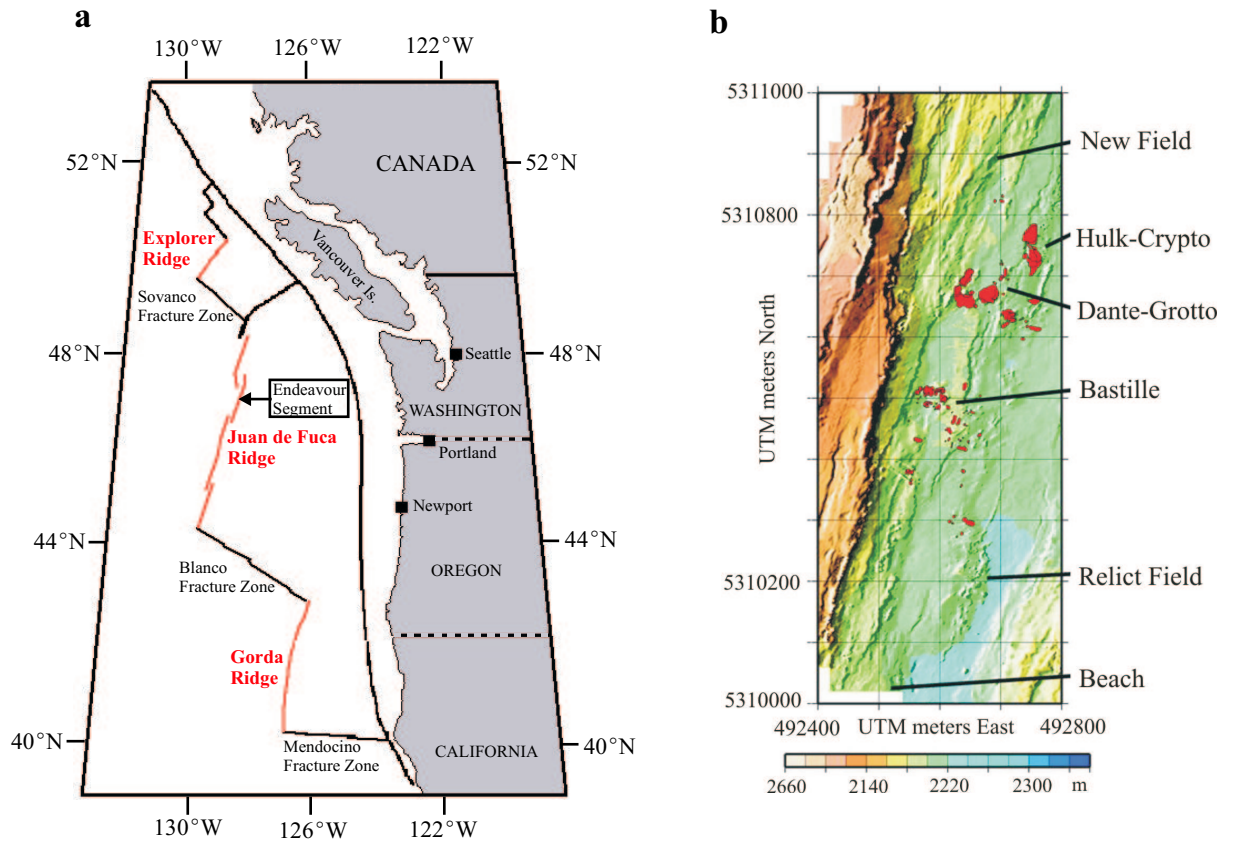 a
130°W 126°W 122°W
52°N
52°N
CANADA
Explorer
Ridge
Vancouver Is.
Sovanco
Fracture Zone
48°N
48°N
Seattle
Endeavour
Segment
WASHINGTON
Juan de Fuca
Ridge
Portland
Newport
44°N
44°N
Blanco
Fracture Zone
OREGON
Gorda
Ridge
40°N
40°N
Mendocino
Fracture Zone
CALIFORNIA
130°W 126°W 122°W
b
5311000
New Field
5310800
Hulk-Crypto
Dante-Grotto
Bastille
UTM meters North
5310200
Relict Field
Beach
5310000
492400 UTM meters East 492800
2660 2140 2220 2300 m